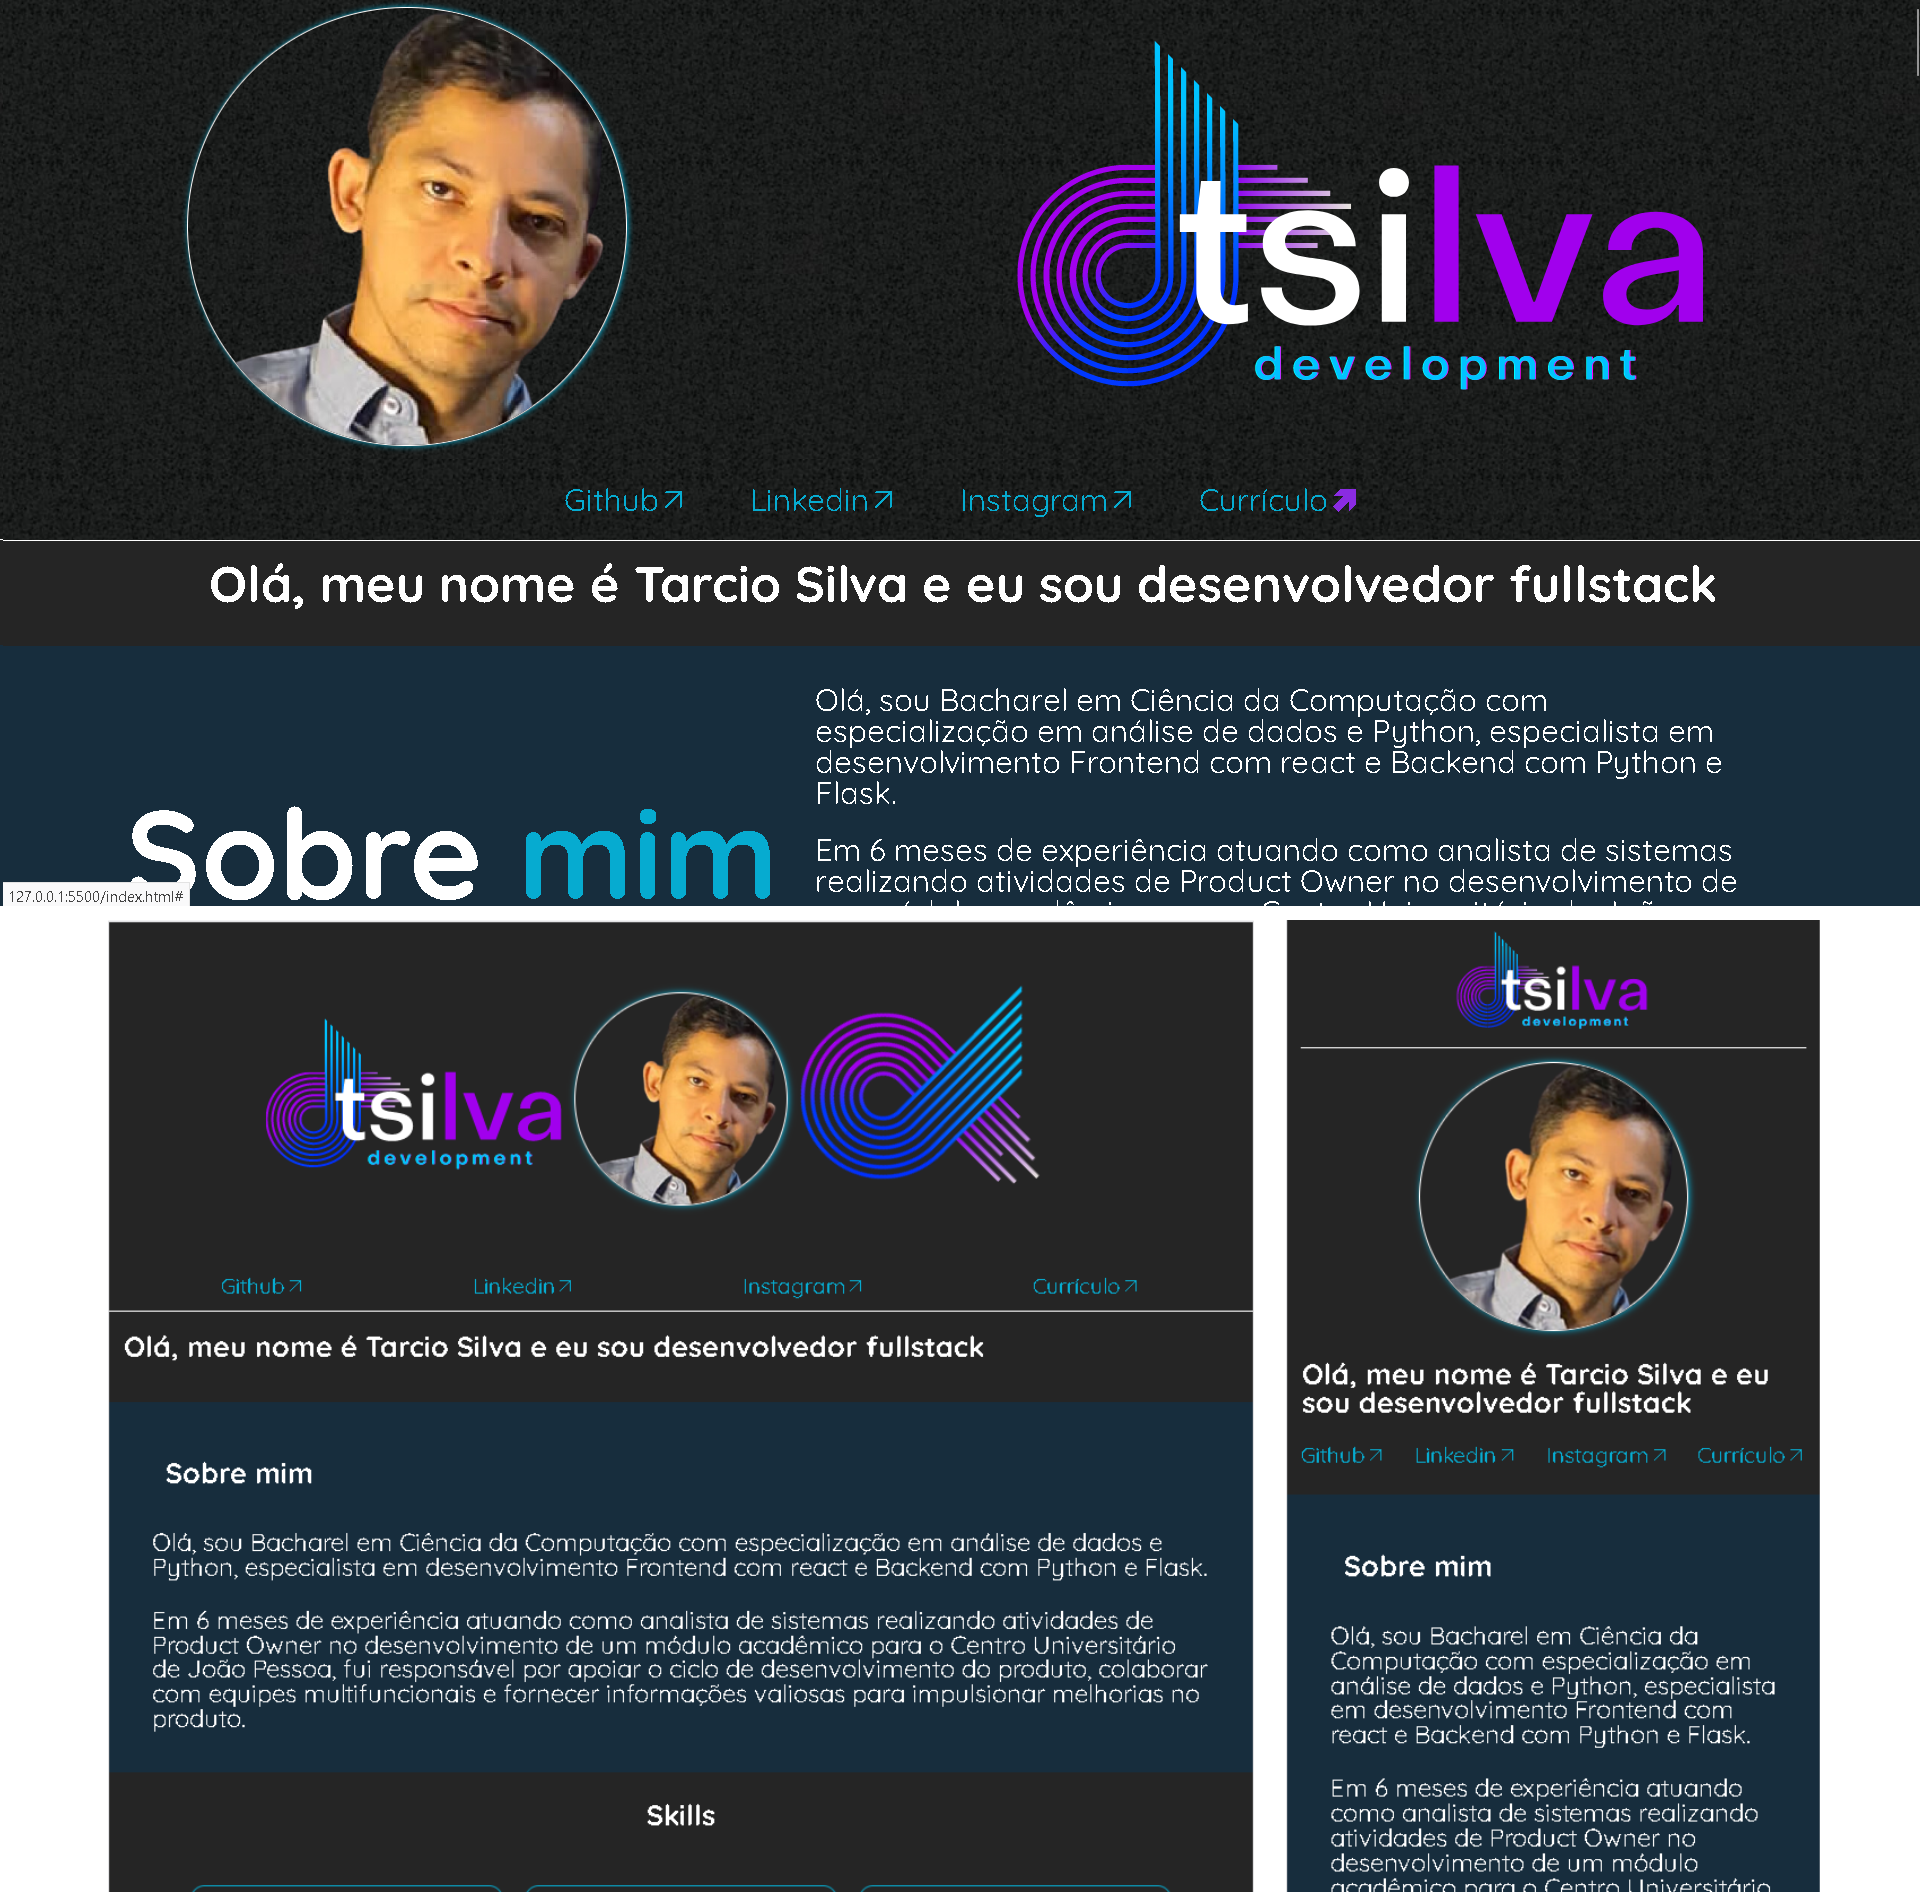 tsilva
development
Github
Linkedin
Instagram
Currículo
Olá, meu nome é Tarcio Silva e eu sou desenvolvedor fullstack
Sobre mim
Olá, sou Bacharel em Ciência da Computação com
especialização em análise de dados e Python, especialista em
desenvolvimento Frontend com react e Backend com Python e
Flask.
Em 6 meses de experiência atuando como analista de sistemas
realizando atividades de Product Owner no desenvolvimento de
127.0.0.1:5500/index.html#
tsilva
development
Github
Linkedin
Instagram
Currículo
Olá, meu nome é Tarcio Silva e eu sou desenvolvedor fullstack
Sobre mim
Olá, sou Bacharel em Ciência da Computação com especialização em análise de dados e
Python, especialista em desenvolvimento Frontend com react e Backend com Python e Flask.
Em 6 meses de experiência atuando como analista de sistemas realizando atividades de
Product Owner no desenvolvimento de um módulo acadêmico para o Centro Universitário
de João Pessoa, fui responsável por apoiar o ciclo de desenvolvimento do produto, colaborar
com equipes multifuncionais e fornecer informações valiosas para impulsionar melhorias no
produto.
Skills
tsilva
development
Olá, meu nome é Tarcio Silva e eu
sou desenvolvedor fullstack
Github
Linkedin
Instagram
Currículo
Sobre mim
Olá, sou Bacharel em Ciência da
Computação com especialização em
análise de dados e Python, especialista
em desenvolvimento Frontend com
react e Backend com Python e Flask.
Em 6 meses de experiência atuando
como analista de sistemas realizando
atividades de Product Owner no
desenvolvimento de um módulo
acadêmico para o Centro Universitário